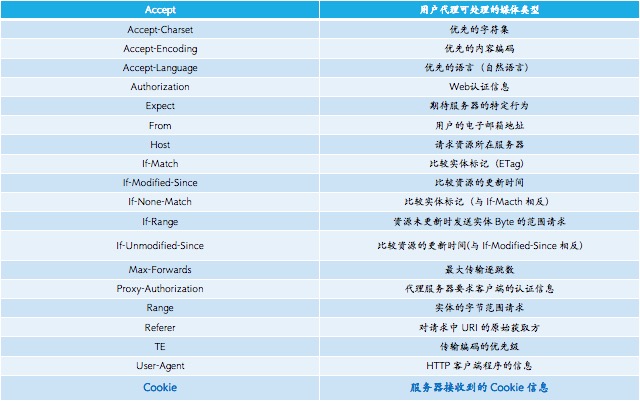 Accept 用户代理可处理的媒体类型
Accept-Charset 优先的字符集
Accept-Encoding 优先的内容编码
Accept-Language 优先的语言（自然语言）
Authorization Web认证信息
Expect 期待服务器的特定行为
From 用户的电子邮箱地址
Host 请求资源所在服务器
If-Match 比较实体标记（ETag）
If-Modified-Since 比较资源的更新时间
If-None-Match 比较实体标记（与 If-Macth 相反）
If-Range 资源未更新时发送实体 Byte 的范围请求
If-Unmodified-Since 比较资源的更新时间(与 If-Modified-Since 相反)
Max-Forwards 最大传输逐跳数
Proxy-Authorization 代理服务器要求客户端的认证信息
Range 实体的字节范围请求
Referer 对请求中 URI 的原始获取方
TE 传输编码的优先级
User-Agent HTTP 客户端程序的信息
Cookie 服务器接收到的 Cookie 信息